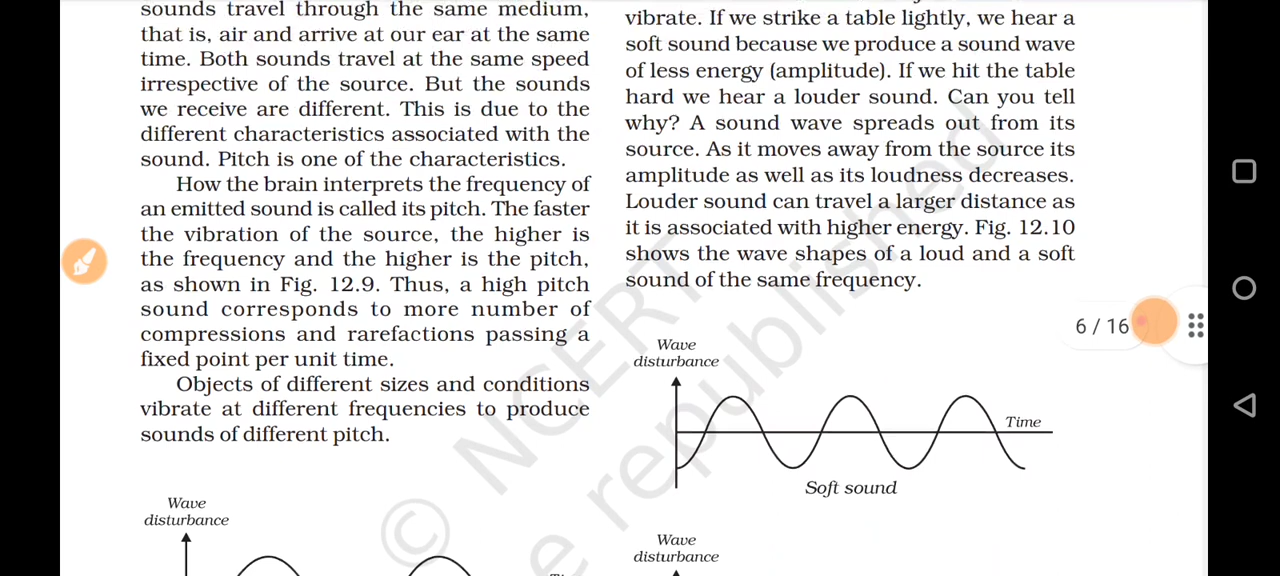 sounds travel through the same medium,
that is, air and arrive at our ear at the same
time. Both sounds travel at the same speed
irrespective of the source. But the sounds
we receive are different. This is due to the
different characteristics associated with the
sound. Pitch is one of the characteristics.
How the brain interprets the frequency of
an emitted sound is called its pitch. The faster
the vibration of the source, the higher is
the frequency and the higher is the pitch,
as shown in Fig. 12.9. Thus, a high pitch
sound corresponds to more number of
compressions and rarefactions passing a
fixed point per unit time.
Objects of different sizes and conditions
vibrate at different frequencies to produce
sounds of different pitch.
Wave
disturbance
vibrate. If we strike a table lightly, we hear a
soft sound because we produce a sound wave
of less energy (amplitude). If we hit the table
hard we hear a louder sound. Can you tell
why? A sound wave spreads out from its
source. As it moves away from the source its
amplitude as well as its loudness decreases.
Louder sound can travel a larger distance as
it is associated with higher energy. Fig. 12.10
shows the wave shapes of a loud and a soft
sound of the same frequency.
Wave
disturbance
Time
Soft sound
Wave
disturbance
6 / 16
© NCERT
republished